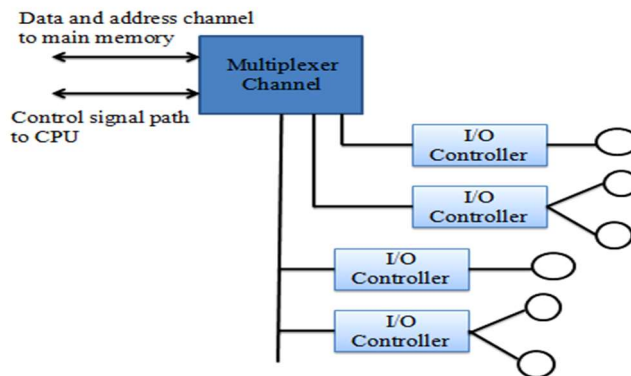 Data and address channel
to main memory
Multiplexer
Channel
Control signal path
to CPU
I/O
Controller
I/O
Controller
I/O
Controller
I/O
Controller